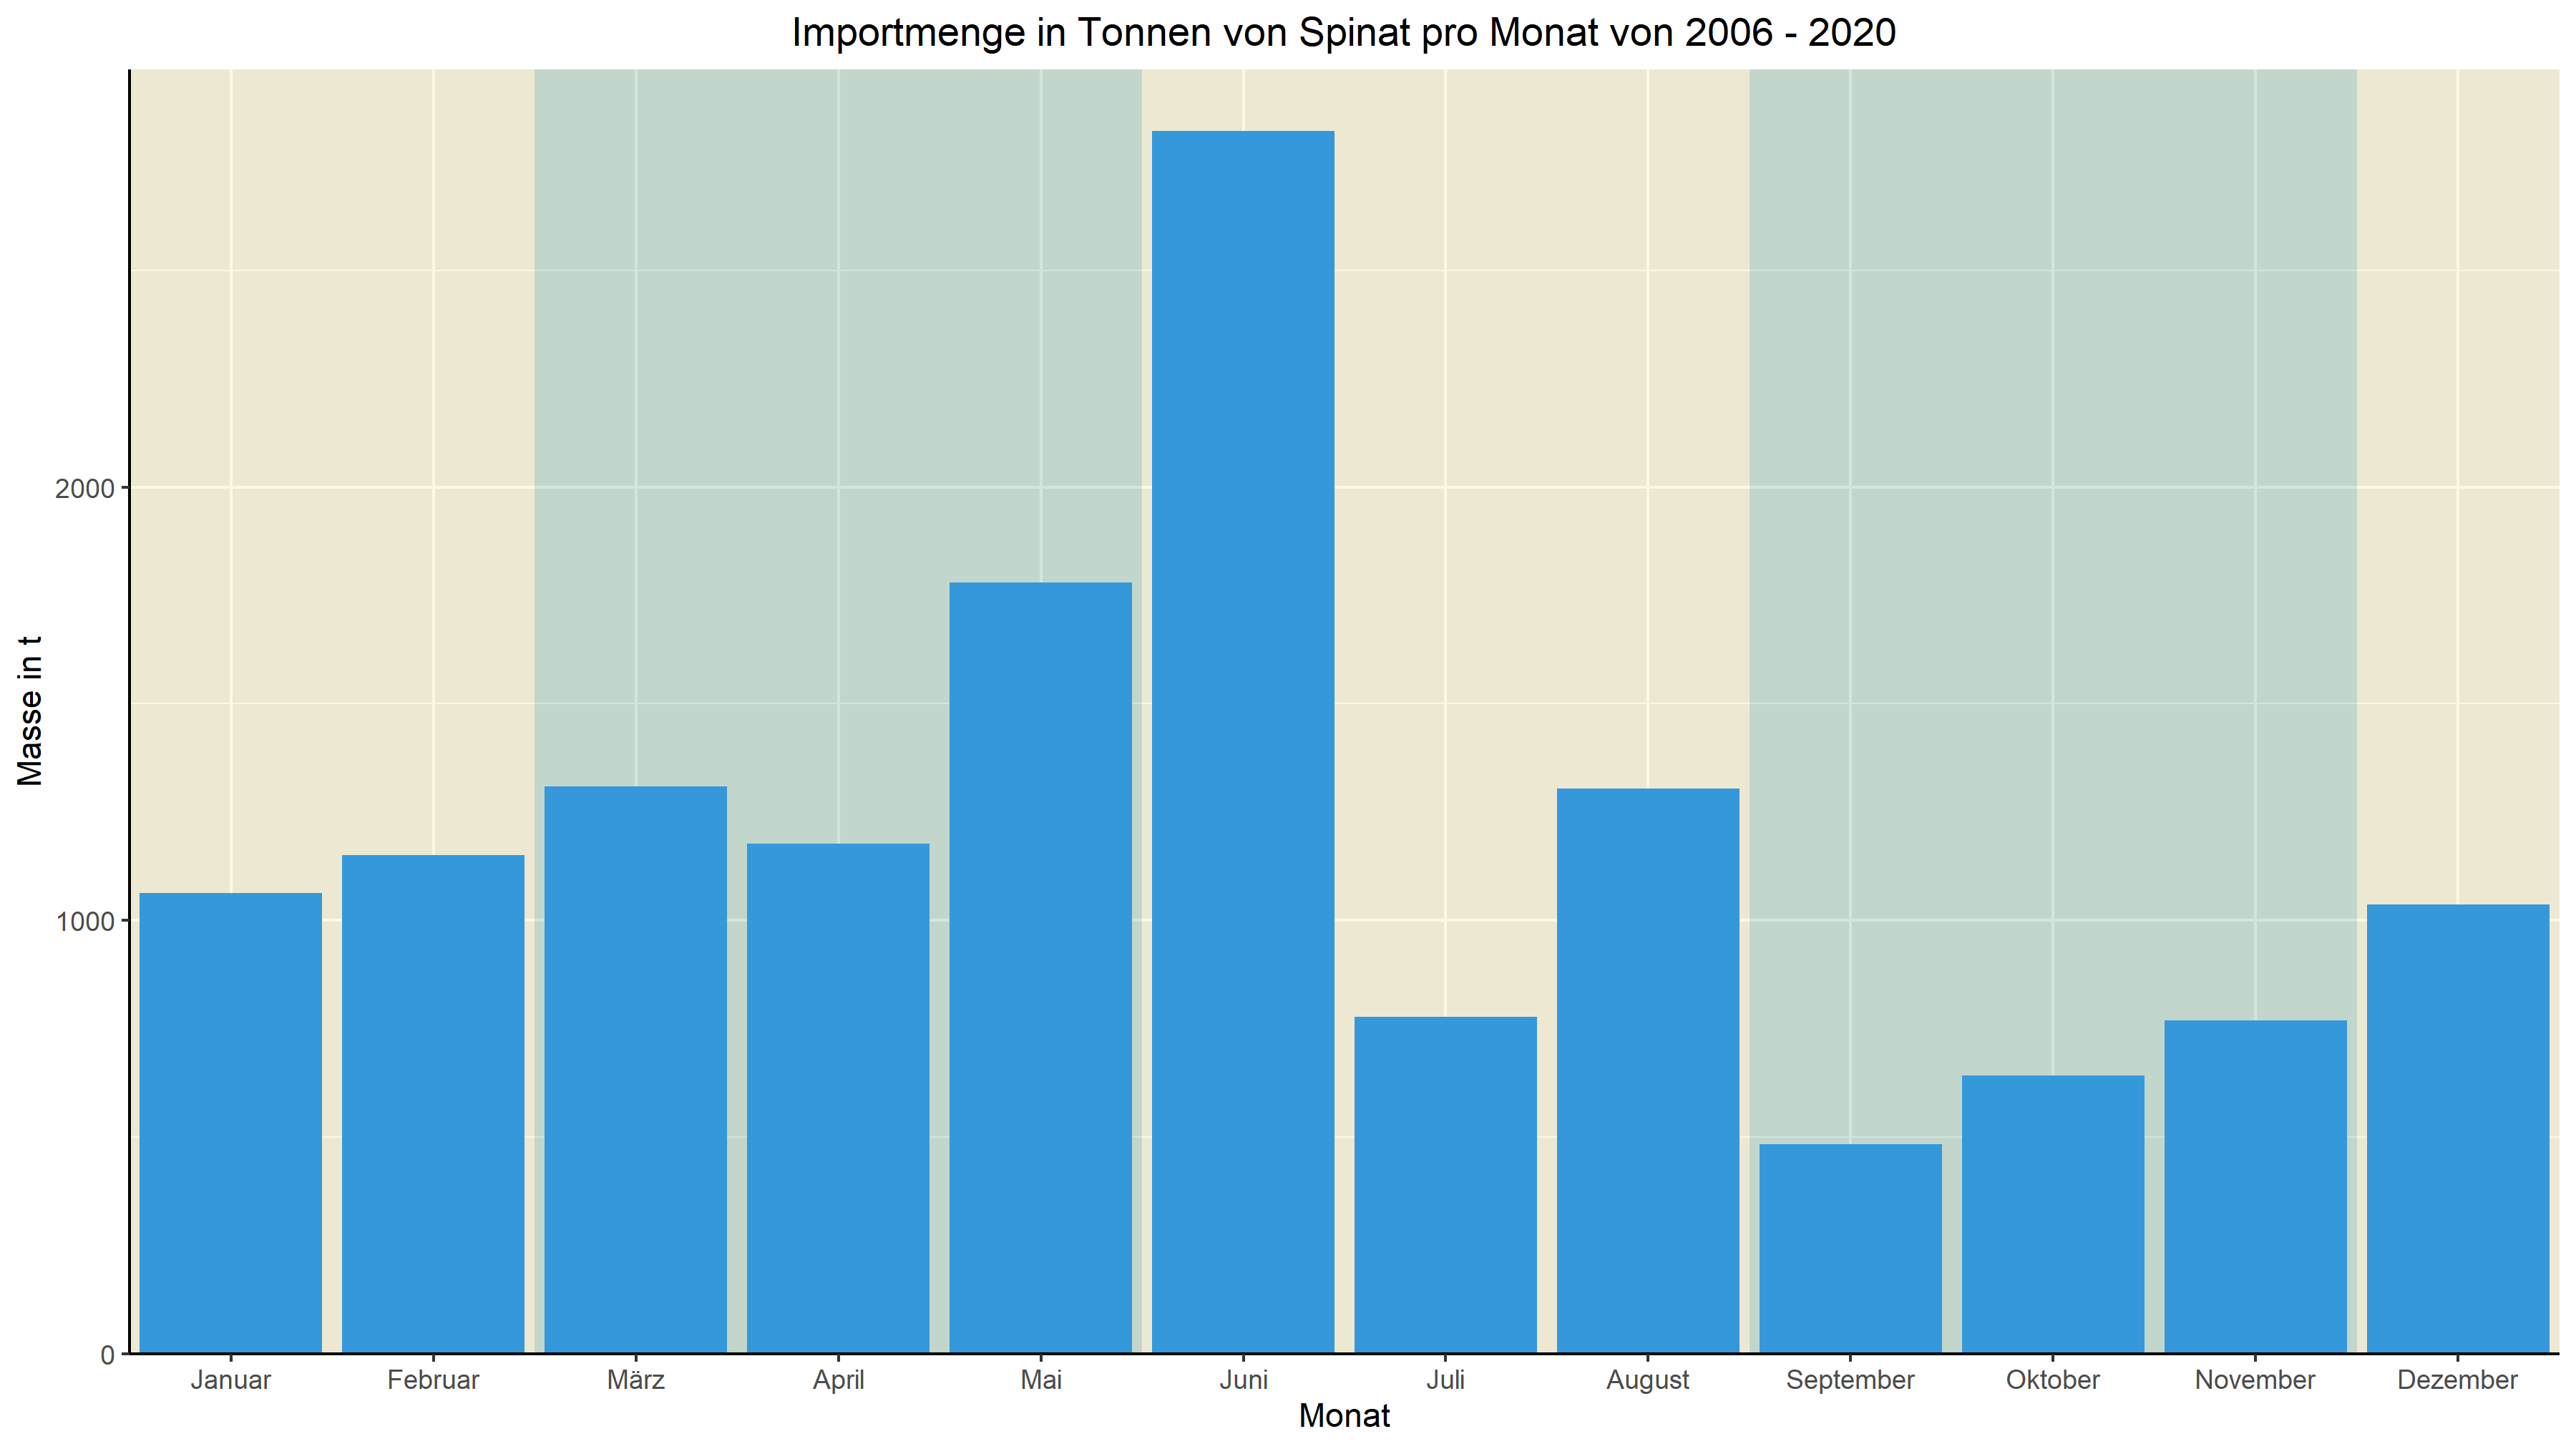 Importmenge in Tonnen von Spinat pro Monat von 2006 - 2020
Masse in t
2000
1000
0
Januar Februar März April Mai Juni Juli August September Oktober November Dezember
Monat